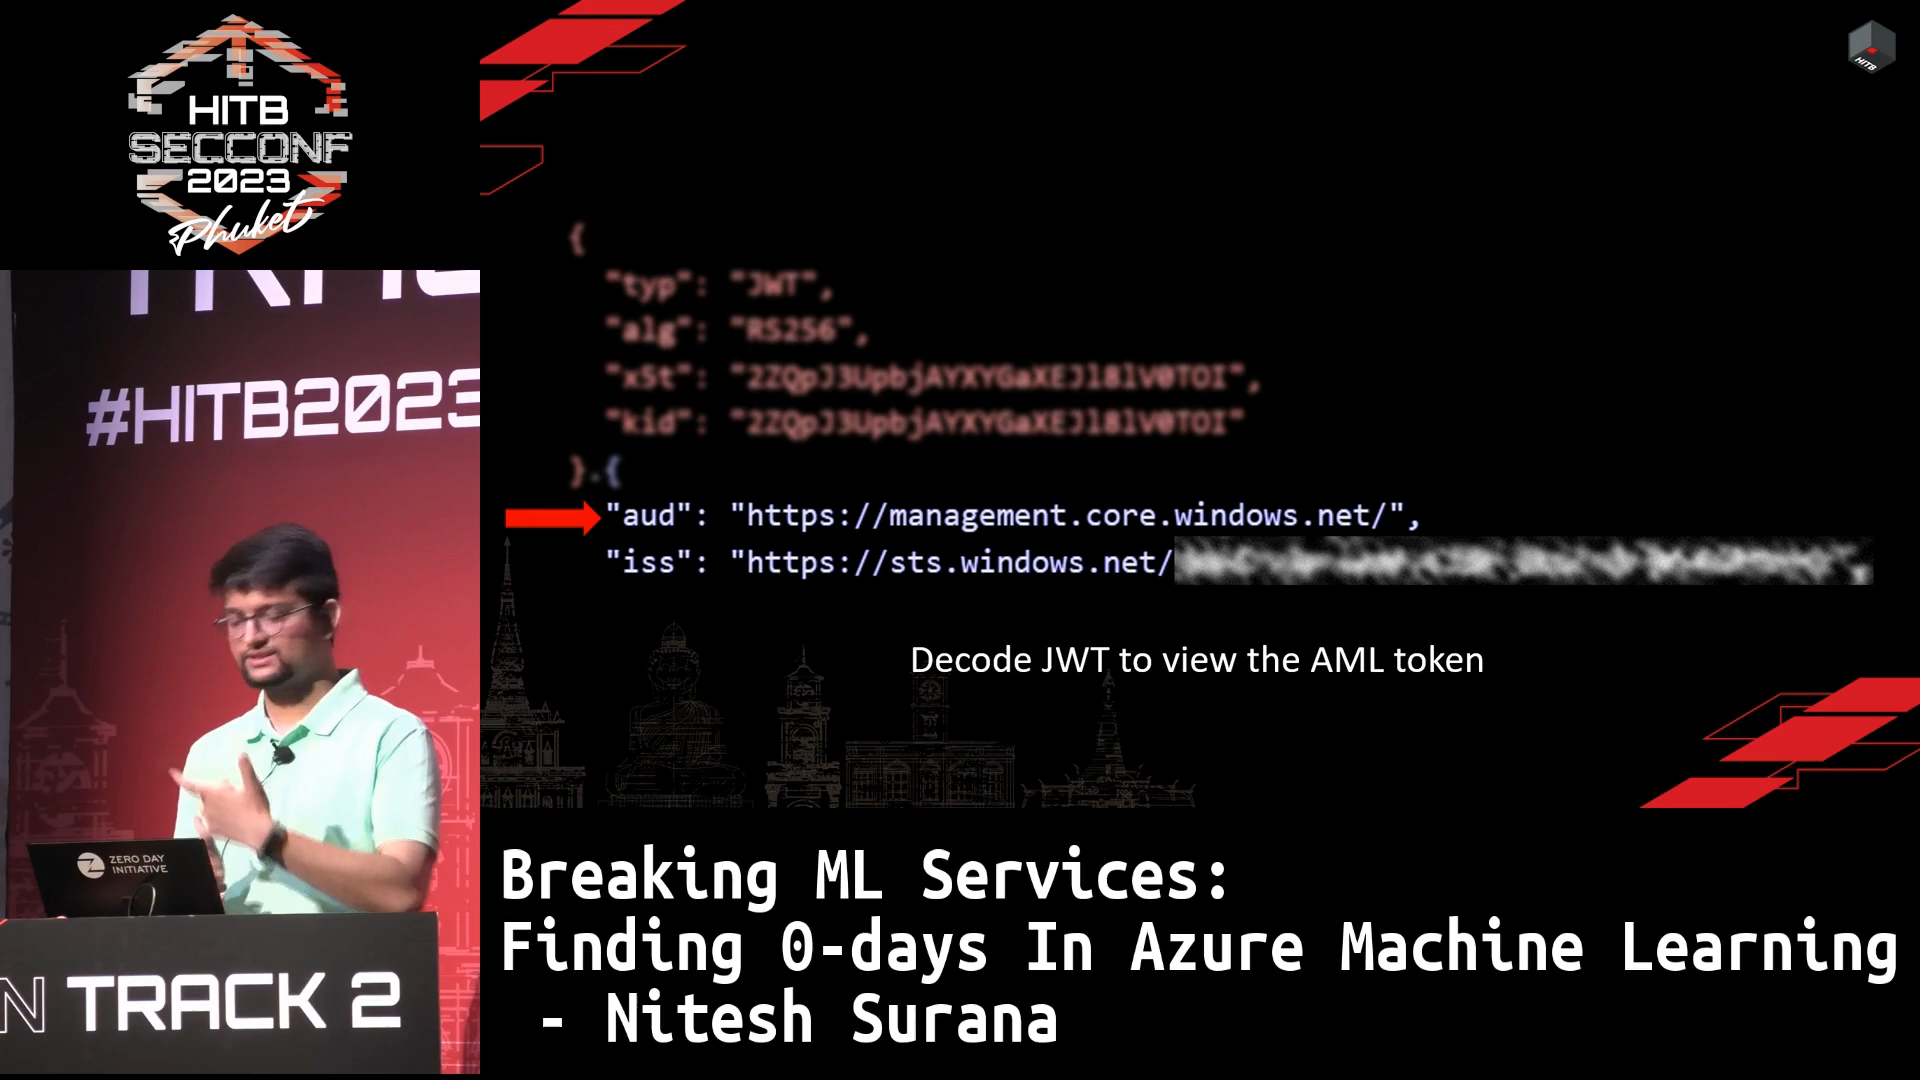 HITB
SECCONF
2023
Phuket
HITB
#HITB2023
ZERO DAY
INITIATIVE
N TRACK 2
{
"typ": "JWT",
"alg": "RS256",
"x5t": "2ZQpJ3UpbjAYXYGaXEJl8lV0TOI",
"kid": "2ZQpJ3UpbjAYXYGaXEJl8lV0TOI"
}.{
"aud": "https://management.core.windows.net/",
"iss": "https://sts.windows.net/
Decode JWT to view the AML token
Breaking ML Services:
Finding 0-days In Azure Machine Learning
- Nitesh Surana